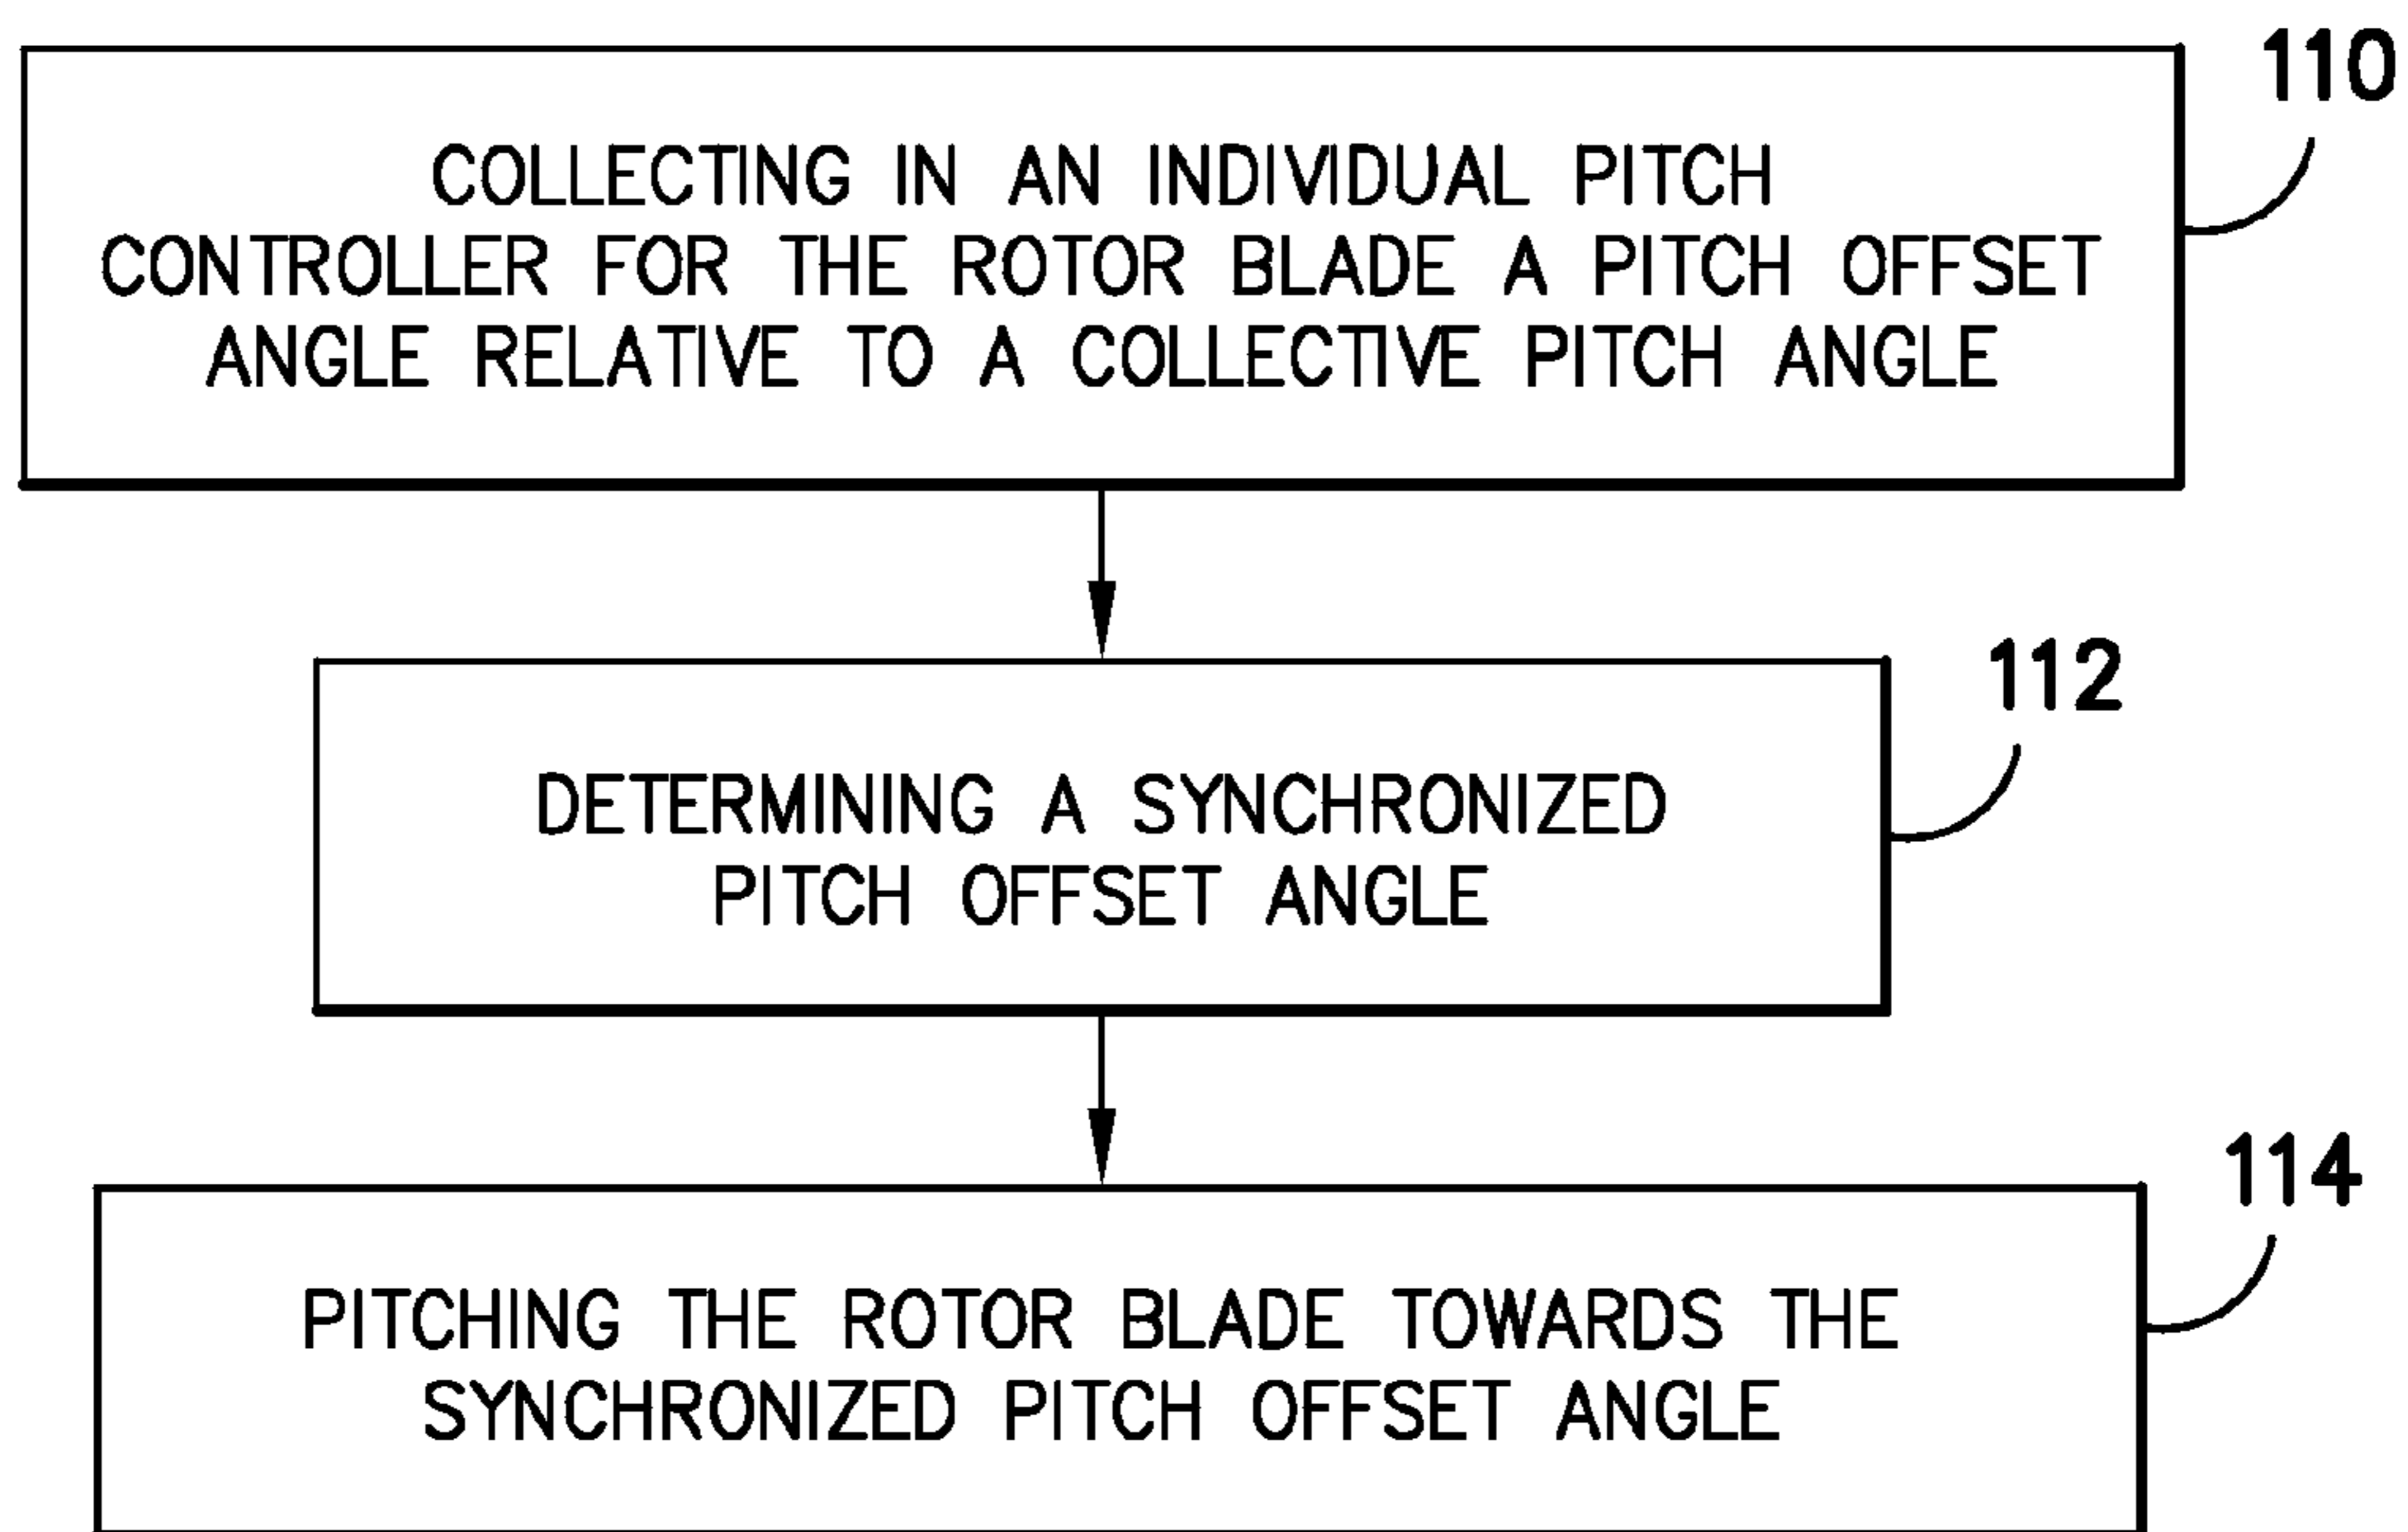 110
COLLECTING IN AN INDIVIDUAL PITCH
CONTROLLER FOR THE ROTOR BLADE A PITCH OFFSET
ANGLE RELATIVE TO A COLLECTIVE PITCH ANGLE
112
DETERMINING A SYNCHRONIZED
PITCH OFFSET ANGLE
114
PITCHING THE ROTOR BLADE TOWARDS THE
SYNCHRONIZED PITCH OFFSET ANGLE